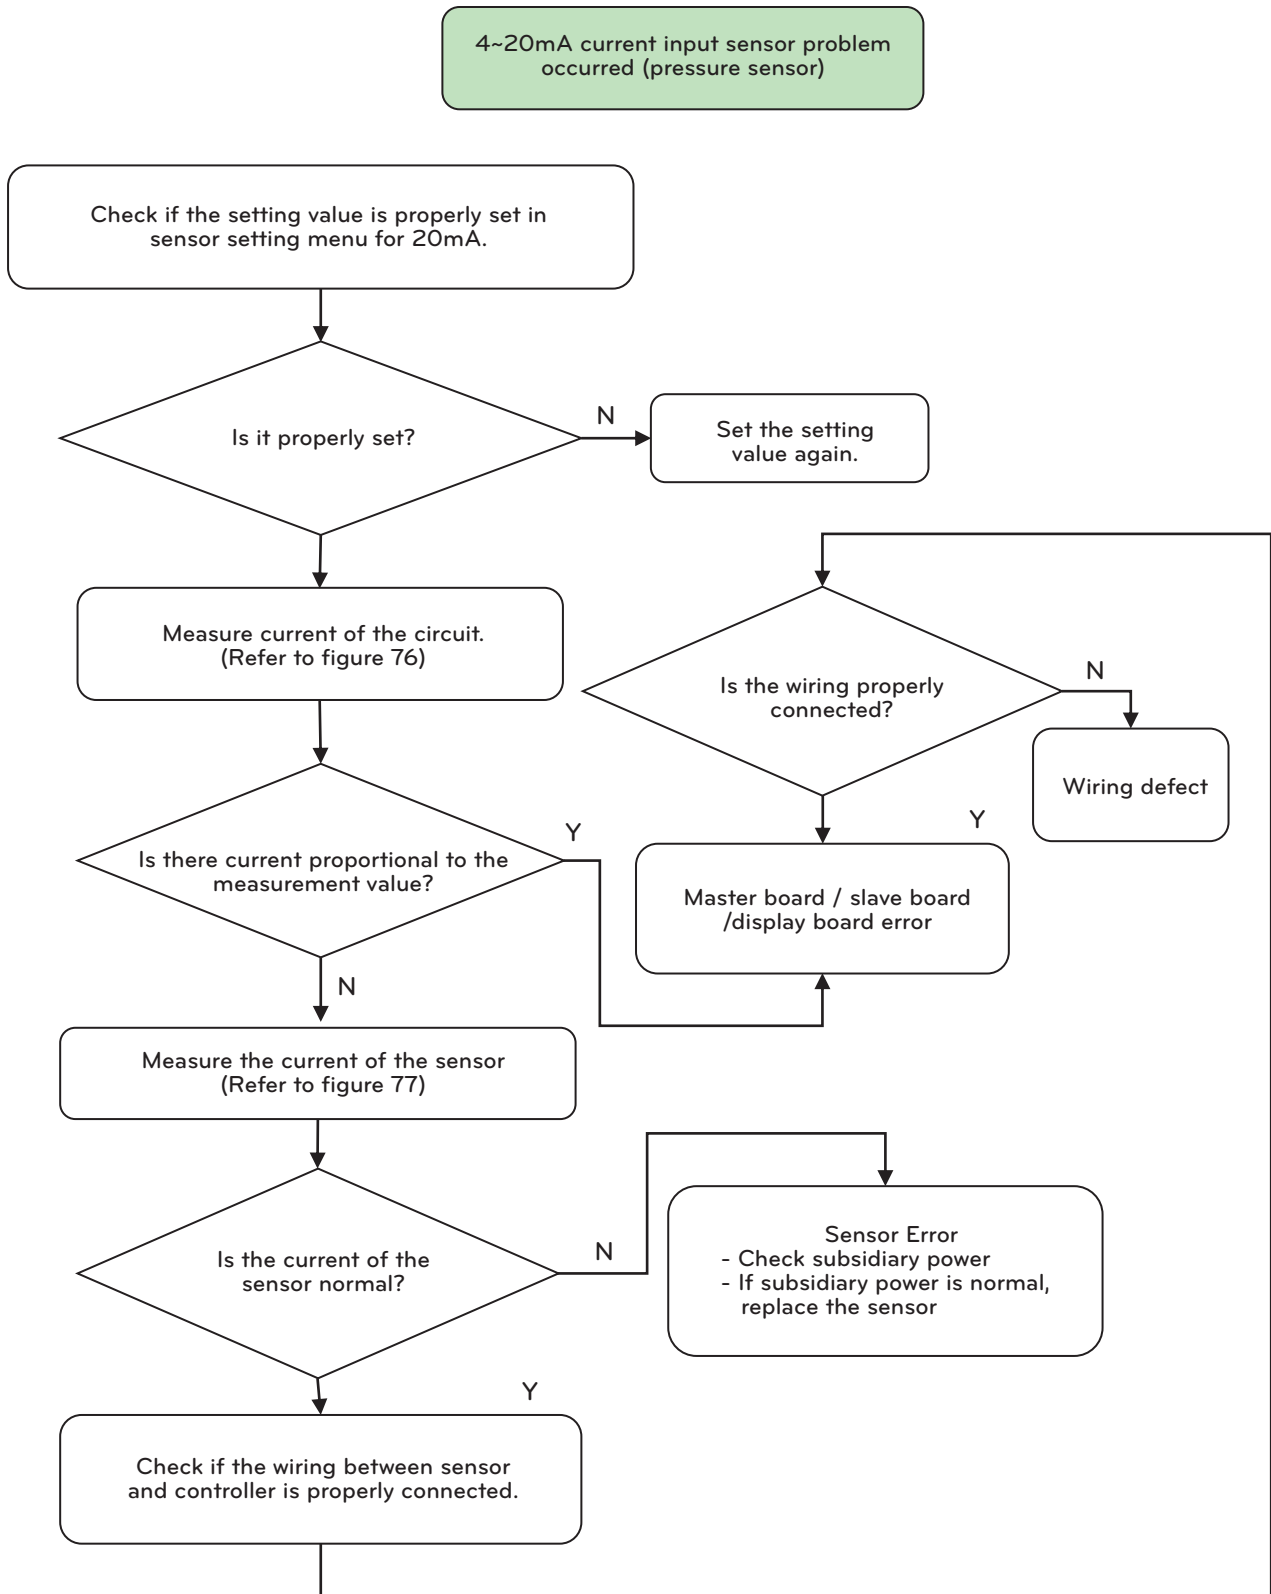 4~20mA current input sensor problem
occurred (pressure sensor)
Check if the setting value is properly set in
sensor setting menu for 20mA.
Is it properly set?
N
Set the setting
value again.
Measure current of the circuit.
(Refer to figure 76)
Is the wiring properly
connected?
N
Wiring defect
Is there current proportional to the
measurement value?
Y
Y
Master board / slave board
/display board error
N
Measure the current of the sensor
(Refer to figure 77)
Is the current of the
sensor normal?
N
Sensor Error
- Check subsidiary power
- If subsidiary power is normal,
replace the sensor
Y
Check if the wiring between sensor
and controller is properly connected.